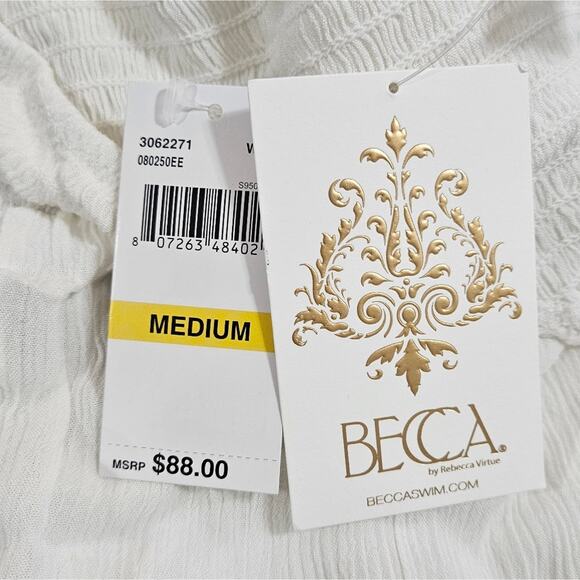 3062271
080250EE
8 07263 48402
MEDIUM
MSRP $88.00
BECCA®
by Rebecca Virtue
BECCASWIM.COM